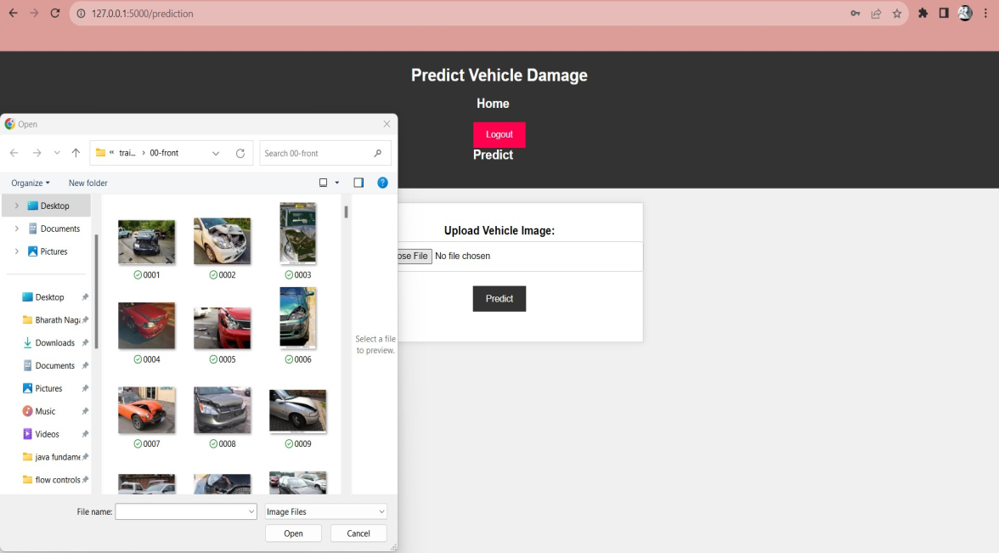 127.0.0.1:5000/prediction
Predict Vehicle Damage
Home
Logout
Predict
Open
« trai... › 00-front
Search 00-front
Organize
New folder
Desktop
Documents
Pictures
Desktop
Bharath Naga
Downloads
Documents
Pictures
Music
Videos
java fundame
flow controls
0001
0002
0003
0004
0005
0006
0007
0008
0009
Select a file
to preview.
File name:
Image Files
Open
Cancel
Upload Vehicle Image:
ose File No file chosen
Predict